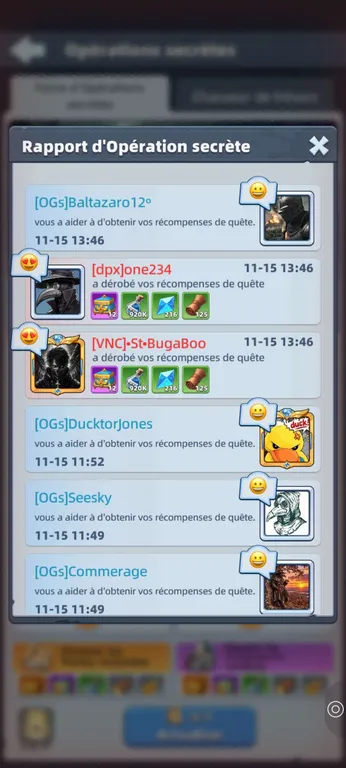 Opérations secrètes
Rapport d'Opération secrète
[OGs]Baltazaro12º
vous a aider à d'obtenir vos récompenses de quête.
11-15 13:46
[dpx]one234
11-15 13:46
a dérobé vos récompenses de quête
12 920K 216 125
[VNC]•St•BugaBoo
11-15 13:46
a dérobé vos récompenses de quête
12 920K 216 125
[OGs]DucktorJones
duck
vous a aider à d'obtenir vos récompenses de quête.
11-15 11:52
[OGs]Seesky
vous a aider à d'obtenir vos récompenses de quête.
11-15 11:49
[OGs]Commerage
vous a aider à d'obtenir vos récompenses de quête.
11-15 11:49